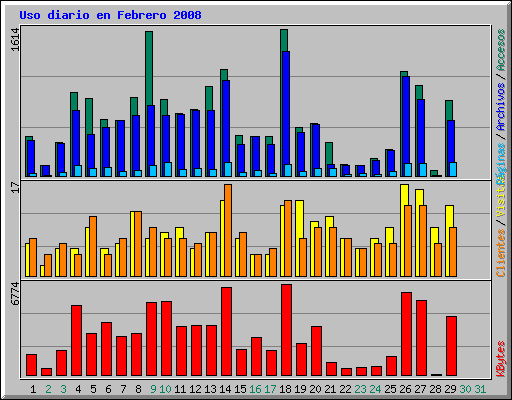 Uso diario en Febrero 2008
1614
17
6774
Accesos / Archivos / Páginas
Visitas / Clientes
KBytes
1 2 3 4 5 6 7 8 9 10 11 12 13 14 15 16 17 18 19 20 21 22 23 24 25 26 27 28 29 30 31